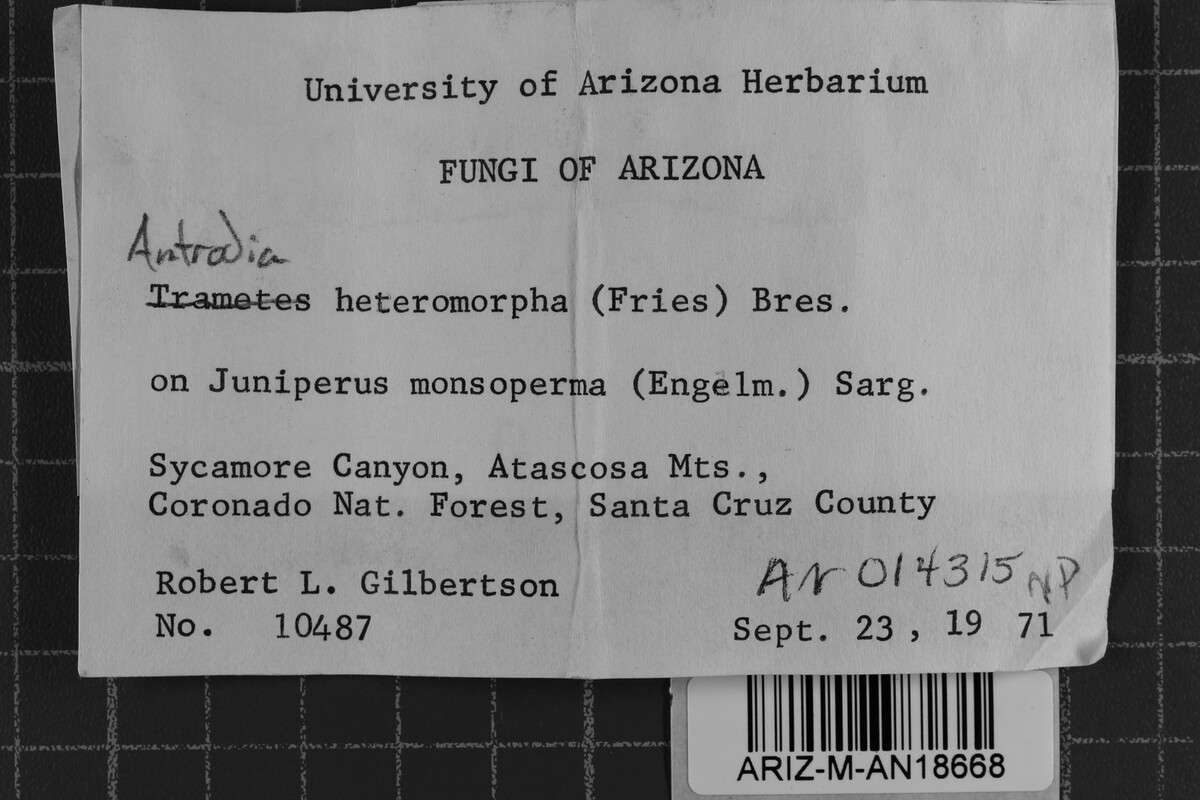 University of Arizona Herbarium
FUNGI OF ARIZONA
Antrodia
Trametes heteromorpha (Fries) Bres.
on Juniperus monsoperma (Engelm.) Sarg.
Sycamore Canyon, Atascosa Mts.,
Coronado Nat. Forest, Santa Cruz County
Robert L. Gilbertson
An 014315 NP
No. 10487
Sept. 23, 19 71
ARIZ-M-AN18668